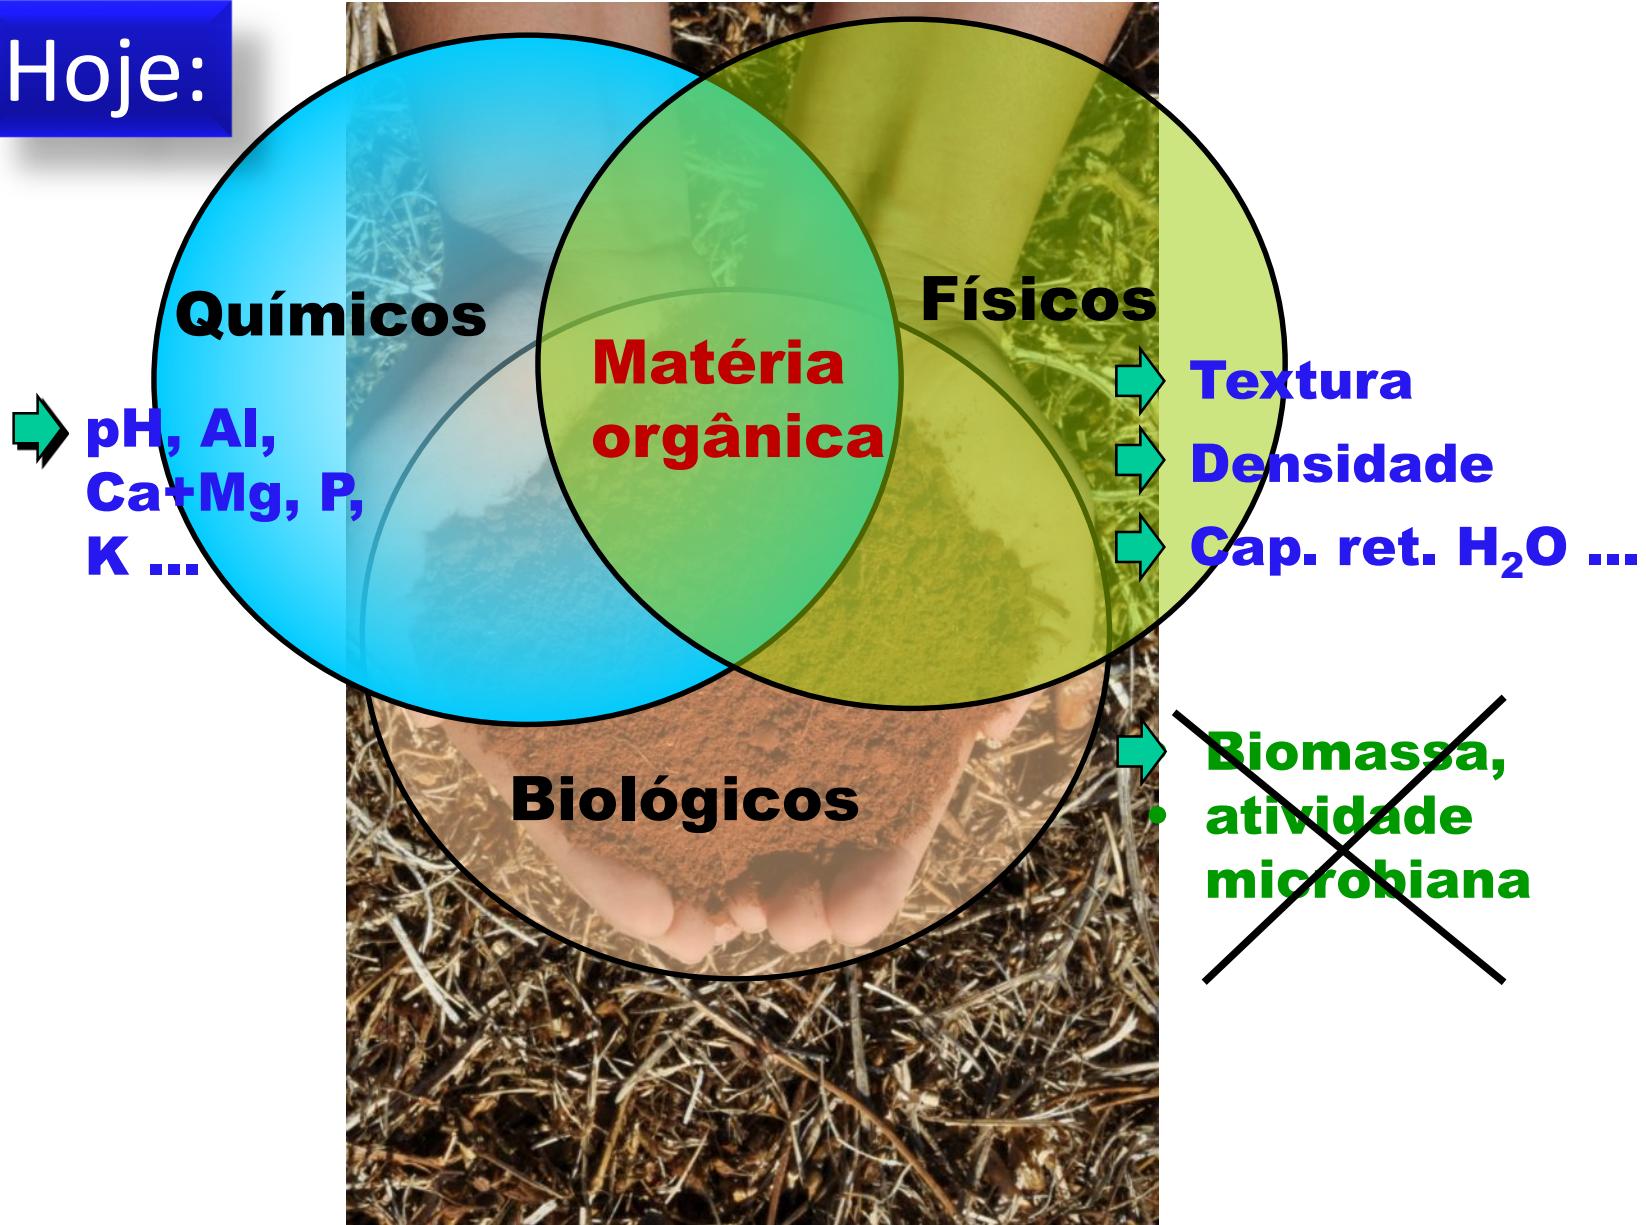 Hoje:
Químicos
pH, Al,
Ca+Mg, P,
K ...
Matéria
orgânica
Físicos
Textura
Densidade
Cap. ret. H₂O ...
Biológicos
Biomassa,
• atividade
microbiana